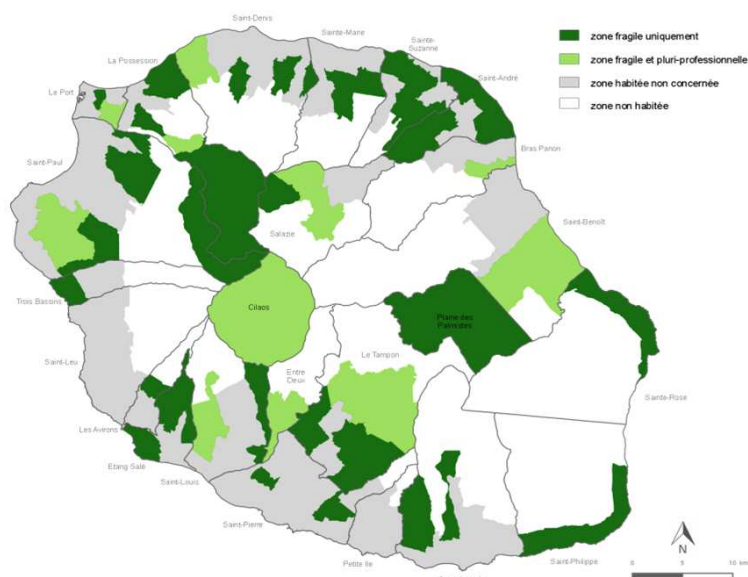 Saint-Denis
Sainte-Marie
Sainte-
Suzanne
zone fragile uniquement
La Possession
zone fragile et pluri-professionnelle
Saint-André
zone habitée non concernée
Le Port
zone non habitée
Bras Panon
Saint-Paul
Saint-Benoît
Salazie
Trois Bassins
Cilaos
Plaine des
Palmistes
Le Tampon
Saint-Leu
Entre
Deux
Sainte-Rose
Les Avirons
Etang Salé
Saint-Louis
Saint-Pierre
N
Petite Ile
Saint-Philippe
0 5 10 km